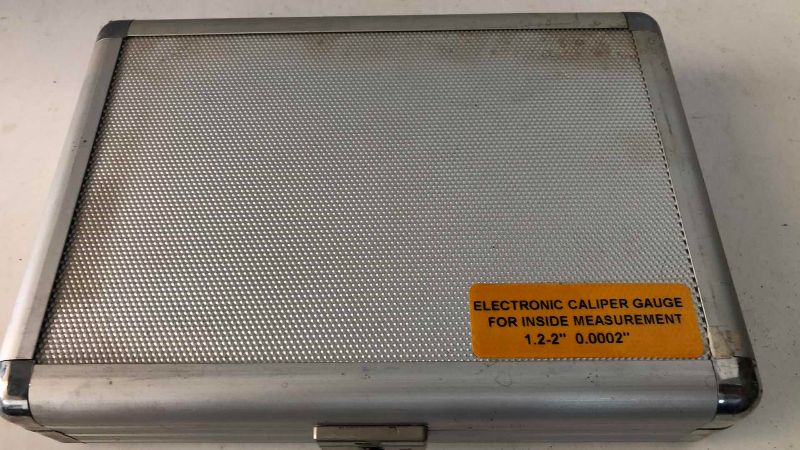 ELECTRONIC CALIPER GAUGE
FOR INSIDE MEASUREMENT
1.2-2" 0.0002"